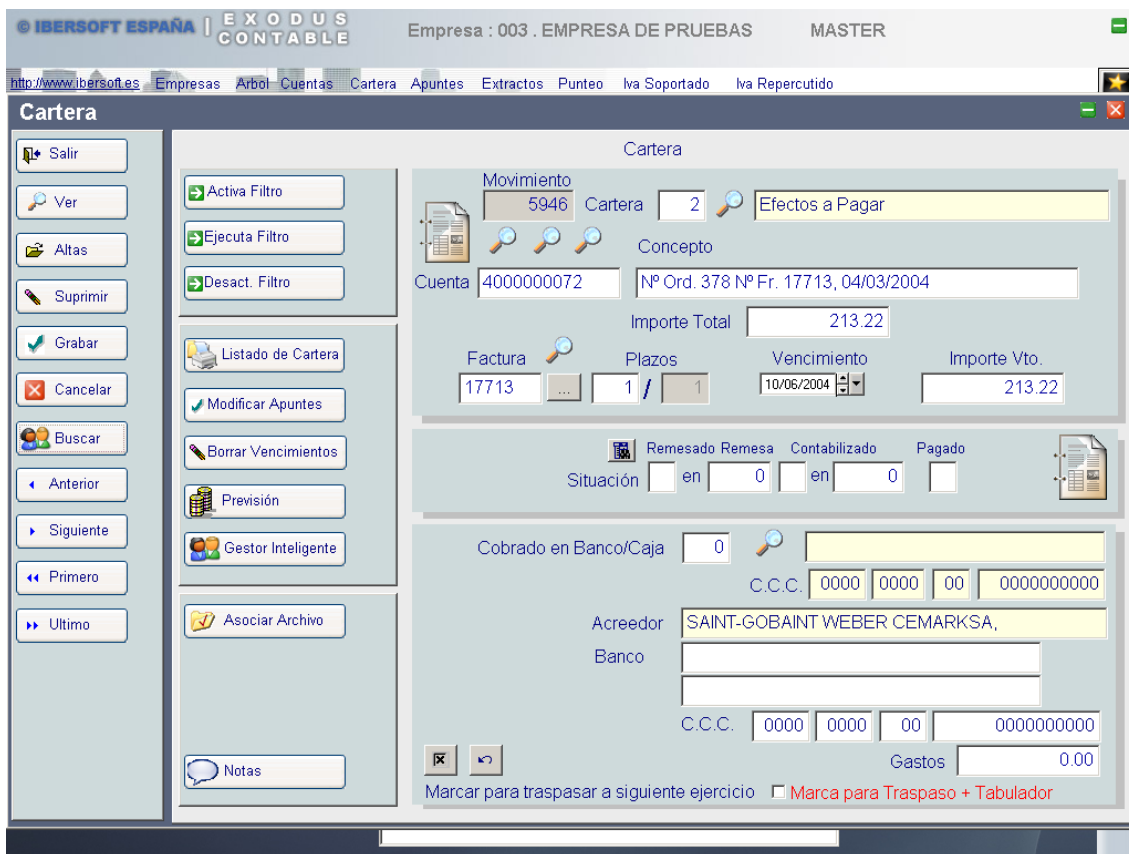 © IBERSOFT ESPAÑA | EXODUS CONTABLE Empresa : 003 . EMPRESA DE PRUEBAS MASTER
http://www.ibersoft.es Empresas Arbol Cuentas Cartera Apuntes Extractos Punteo Iva Soportado Iva Repercutido
Cartera
Salir
Ver
Altas
Suprimir
Grabar
Cancelar
Buscar
Anterior
Siguiente
Primero
Ultimo
Activa Filtro
Ejecuta Filtro
Desact. Filtro
Listado de Cartera
Modificar Apuntes
Borrar Vencimientos
Previsión
Gestor Inteligente
Asociar Archivo
Notas
Cartera
Movimiento
5946 Cartera 2 Efectos a Pagar
Concepto
Cuenta 4000000072 Nº Ord. 378 Nº Fr. 17713, 04/03/2004
Importe Total 213.22
Factura Plazos Vencimiento Importe Vto.
17713 ... 1 / 1 10/06/2004 213.22
Remesado Remesa Contabilizado Pagado
Situación en 0 en 0
Cobrado en Banco/Caja 0
C.C.C. 0000 0000 00 0000000000
Acreedor SAINT-GOBAINT WEBER CEMARKSA,
Banco
C.C.C. 0000 0000 00 0000000000
Gastos 0.00
Marcar para traspasar a siguiente ejercicio Marca para Traspaso + Tabulador